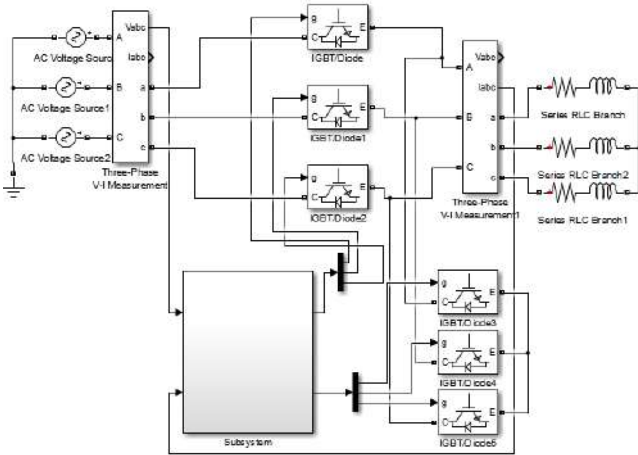 Vabc
A
Iabc
AC Voltage Sourc
B
a
AC Voltage Source1
b
C
c
AC Voltage Source2
Three-Phase
V-I Measurement
g
C
E
IGBT/Diode
g
C
E
IGBT/Diode1
g
C
E
IGBT/Diode2
Vabc
A
Iabc
B
a
b
C
c
Three-Phase
V-I Measurement1
Series RLC Branch
Series RLC Branch2
Series RLC Branch1
g
C
E
IGBT/Diode3
g
C
E
IGBT/Diode4
g
C
E
IGBT/Diode5
Subsystem